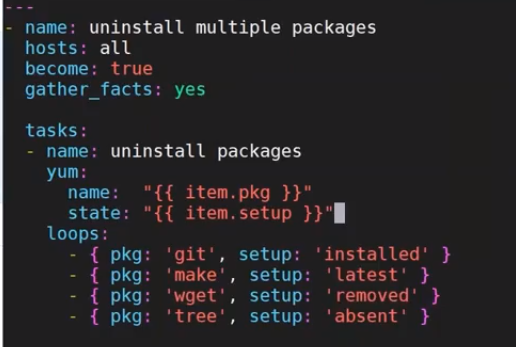 ---
- name: uninstall multiple packages
  hosts: all
  become: true
  gather_facts: yes

  tasks:
  - name: uninstall packages
    yum:
      name:  "{{ item.pkg }}"
      state: "{{ item.setup }}"
    loops:
      - { pkg: 'git', setup: 'installed' }
      - { pkg: 'make', setup: 'latest' }
      - { pkg: 'wget', setup: 'removed' }
      - { pkg: 'tree', setup: 'absent' }